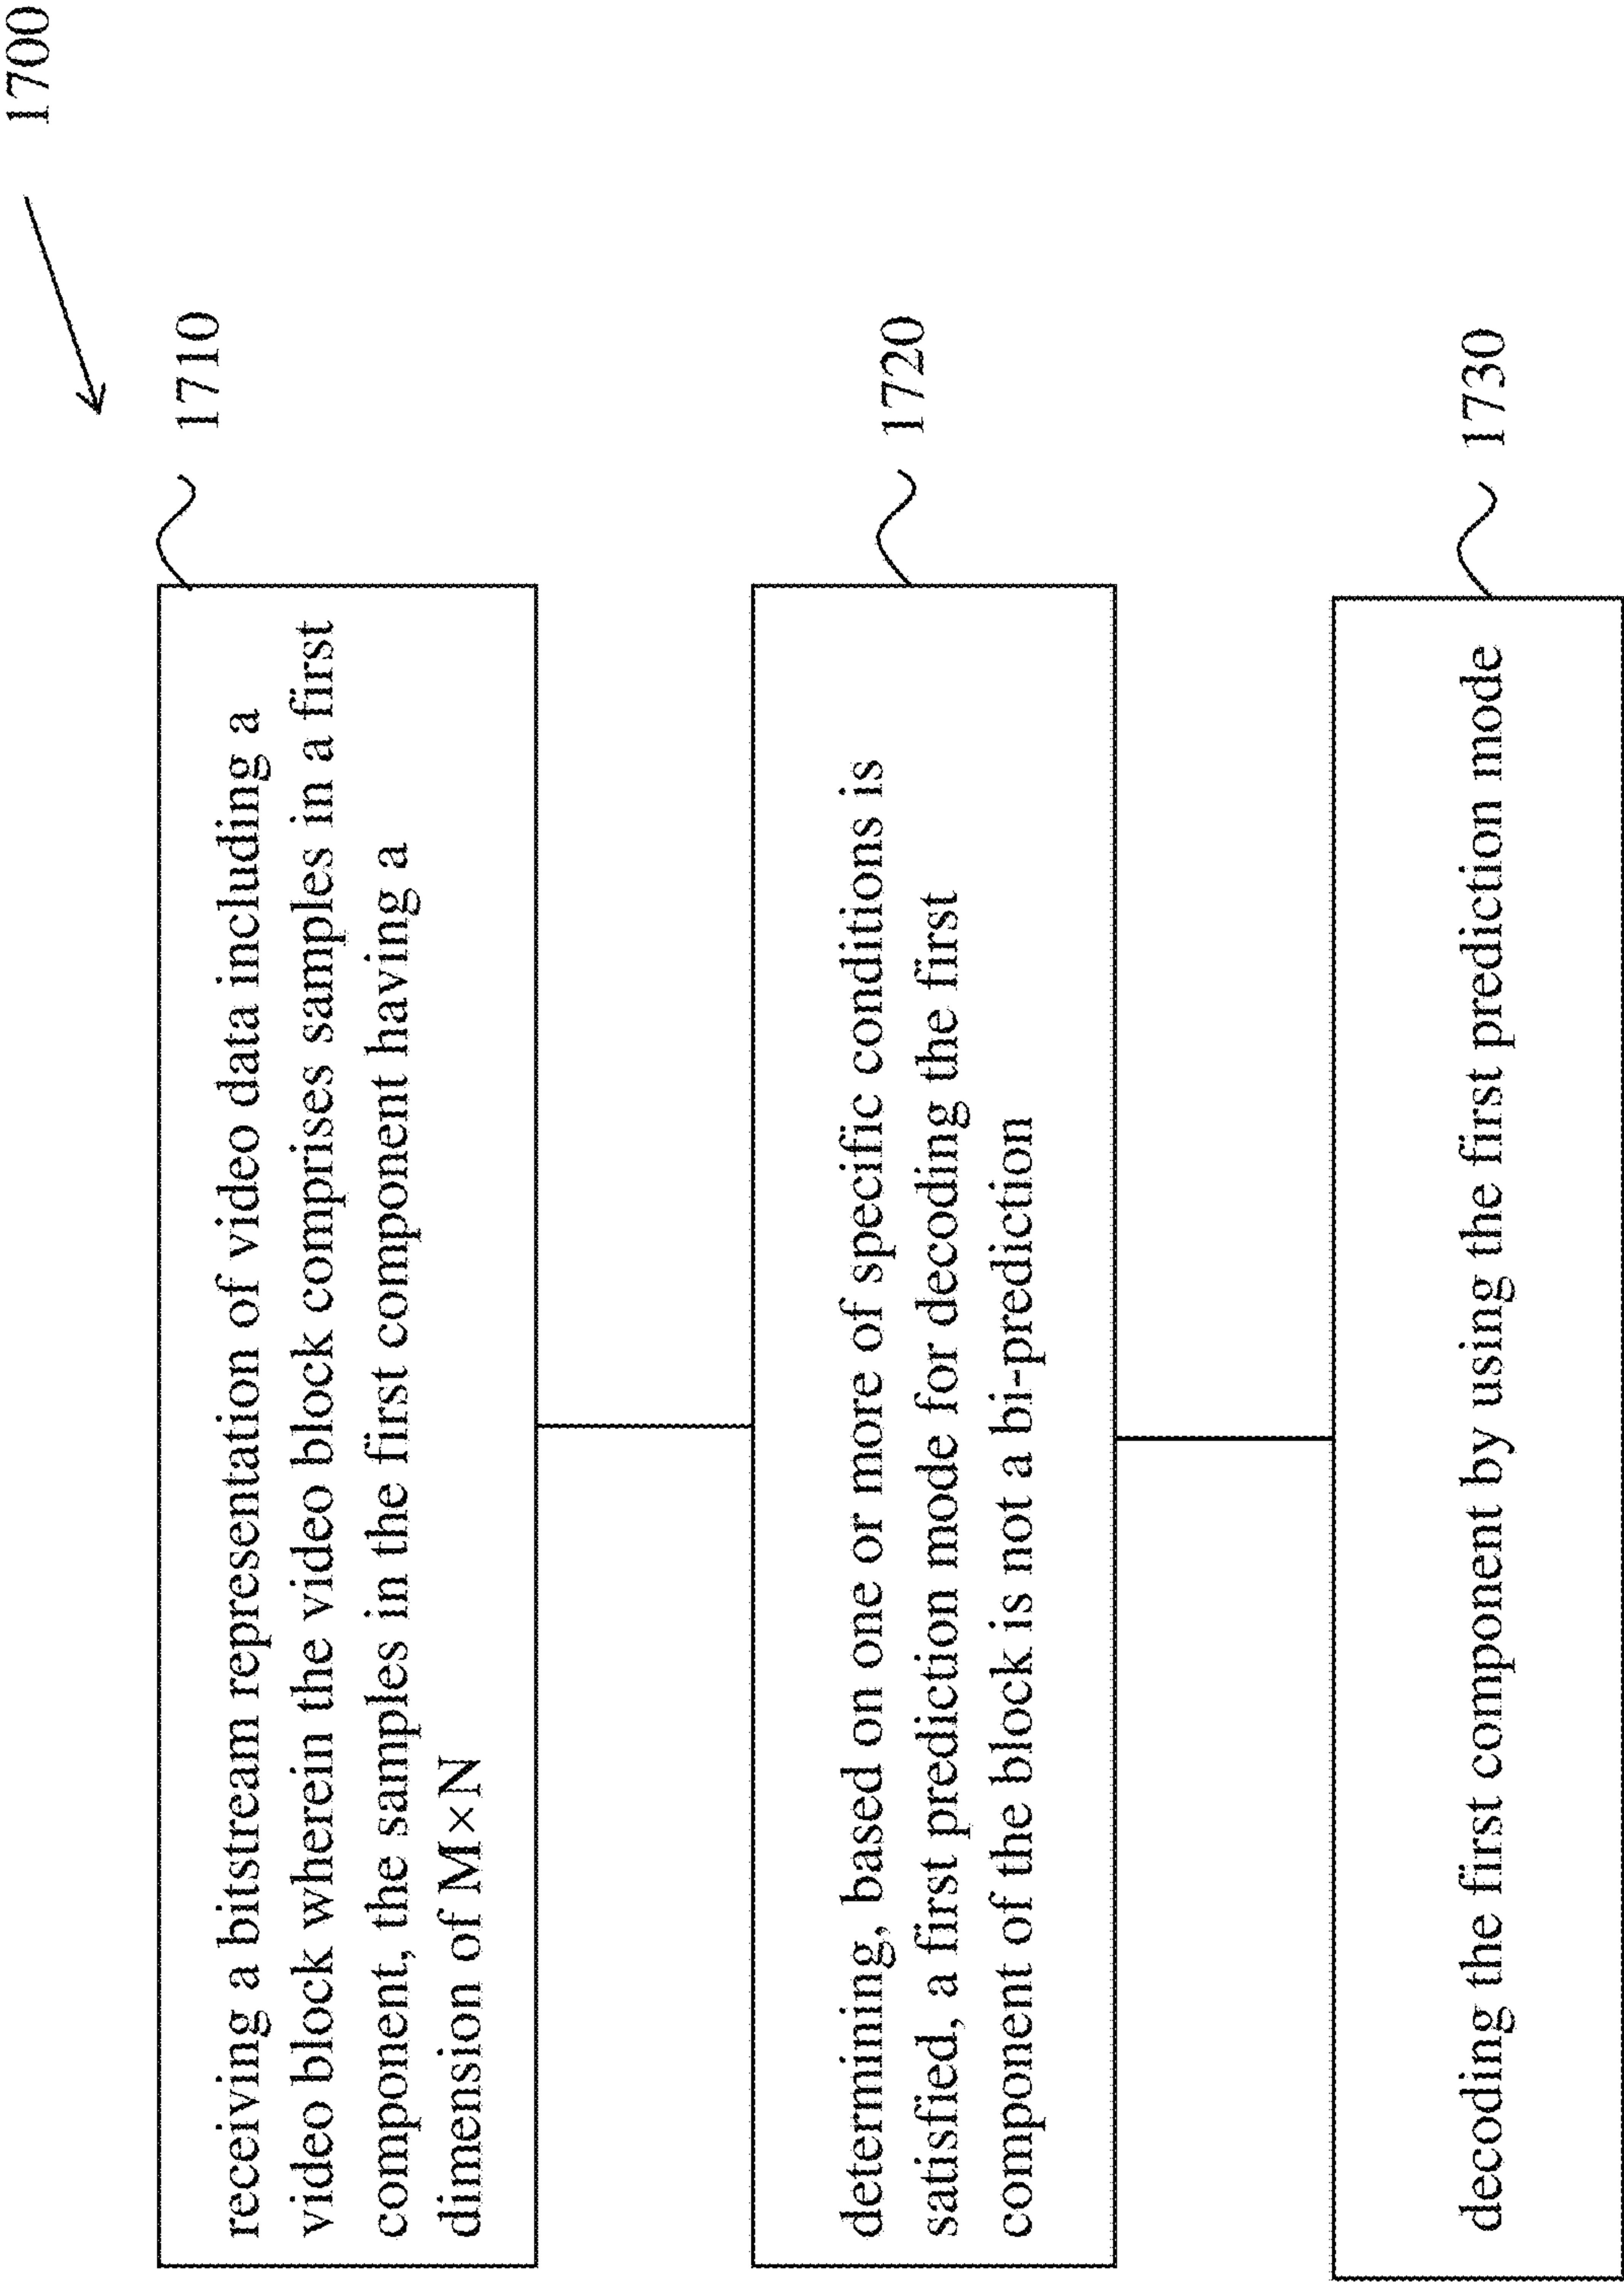 1700
1710
receiving a bitstream representation of video data including a
video block wherein the video block comprises samples in a first
component, the samples in the first component having a
dimension of M×N
1720
determining, based on one or more of specific conditions is
satisfied, a first prediction mode for decoding the first
component of the block is not a bi-prediction
1730
decoding the first component by using the first prediction mode